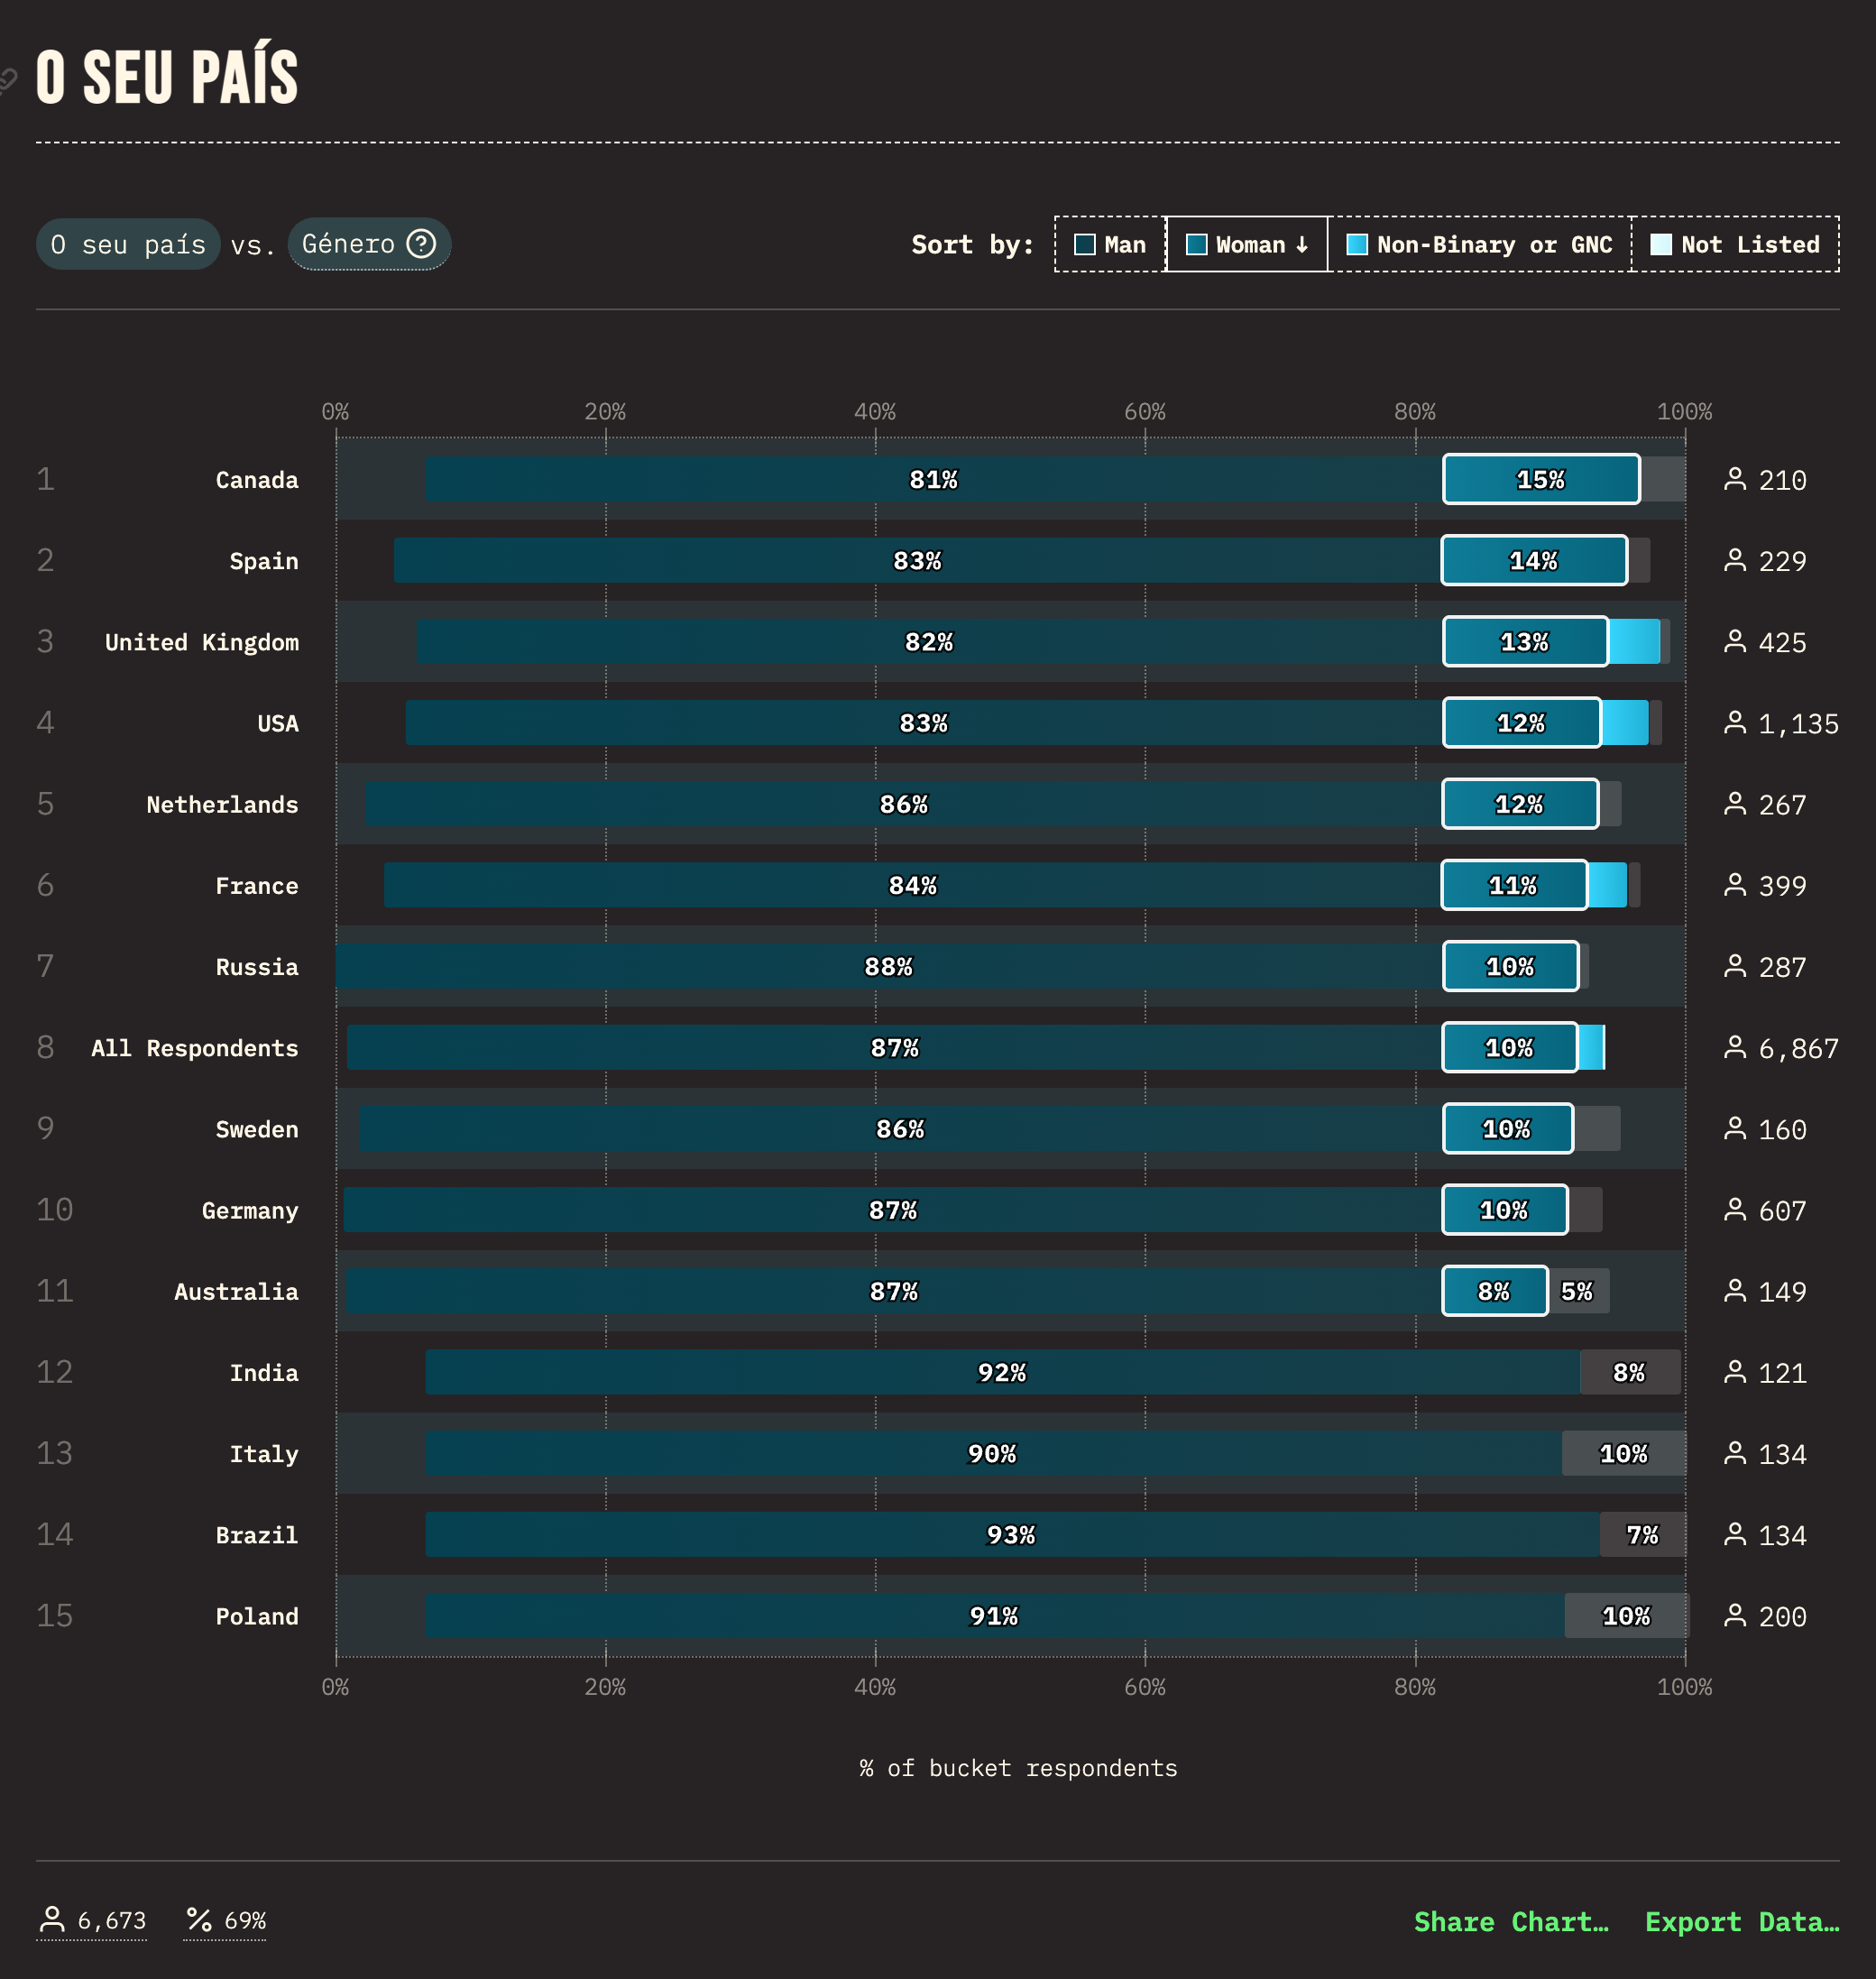 O SEU PAÍS
O seu país vs. Género ? Sort by: Man Woman ↓ Non-Binary or GNC Not Listed
0% 20% 40% 60% 80% 100%
1 Canada 81% 15% 210
2 Spain 83% 14% 229
3 United Kingdom 82% 13% 425
4 USA 83% 12% 1,135
5 Netherlands 86% 12% 267
6 France 84% 11% 399
7 Russia 88% 10% 287
8 All Respondents 87% 10% 6,867
9 Sweden 86% 10% 160
10 Germany 87% 10% 607
11 Australia 87% 8% 5% 149
12 India 92% 8% 121
13 Italy 90% 10% 134
14 Brazil 93% 7% 134
15 Poland 91% 10% 200
0% 20% 40% 60% 80% 100%
% of bucket respondents
6,673 % 69% Share Chart… Export Data…